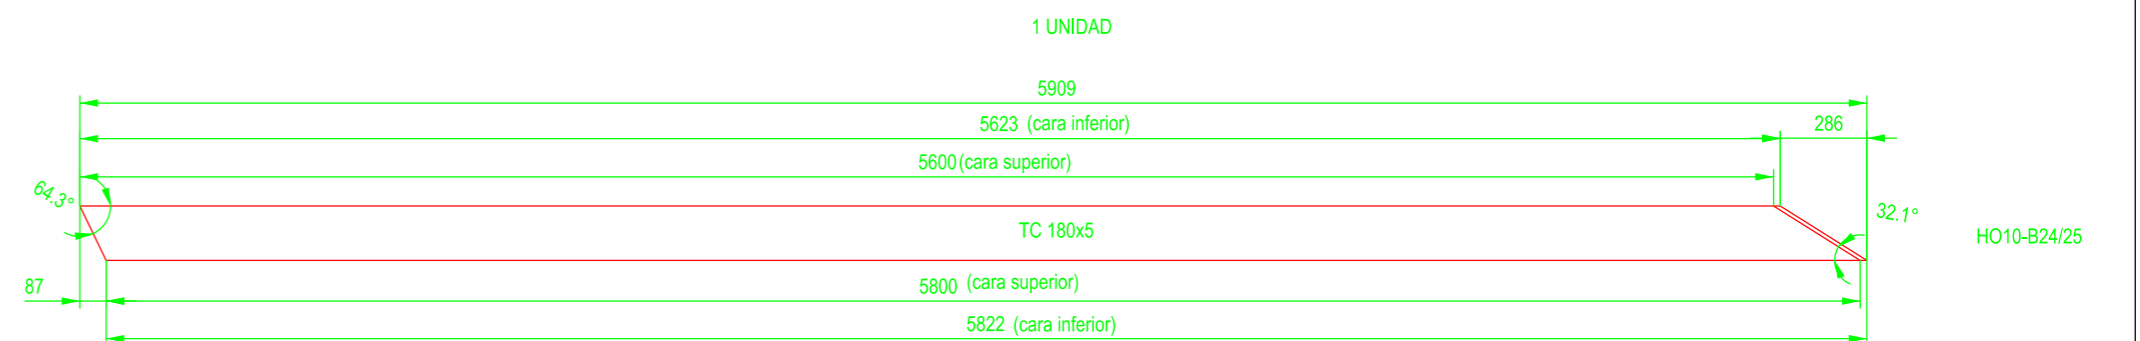 1 UNIDAD
5909
5623 (cara inferior)
286
5600 (cara superior)
64.3°
32.1°
TC 180x5
HO10-B24/25
87
5800 (cara superior)
5822 (cara inferior)